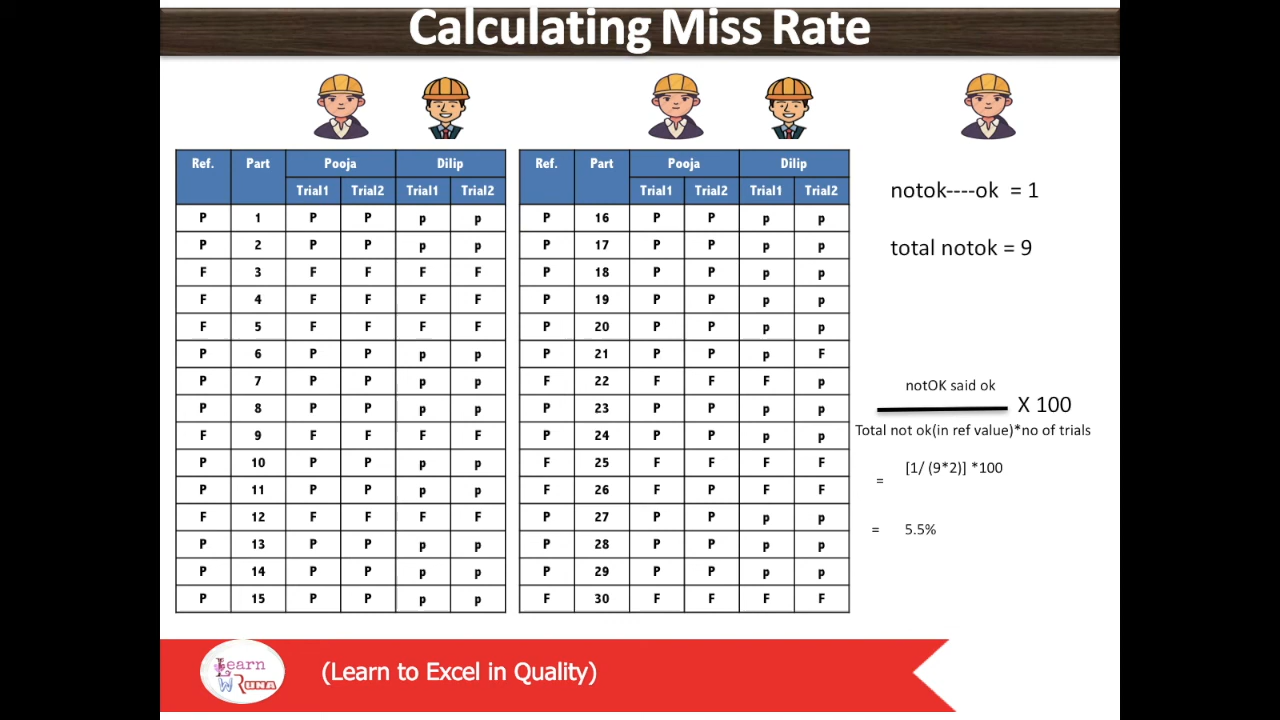 Calculating Miss Rate
Ref. Part Pooja Dilip
Trial1 Trial2 Trial1 Trial2
P 1 P P p p
P 2 P P p p
F 3 F F F F
F 4 F F F F
F 5 F F F F
P 6 P P p p
P 7 P P p p
P 8 P P p p
F 9 F F F F
P 10 P P p p
P 11 P P p p
F 12 F F F F
P 13 P P p p
P 14 P P p p
P 15 P P p p
Ref. Part Pooja Dilip
Trial1 Trial2 Trial1 Trial2
P 16 P P p p
P 17 P P p p
P 18 P P p p
P 19 P P p p
P 20 P P p p
P 21 P P p F
F 22 F F F p
P 23 P P p p
P 24 P P p p
F 25 F F F F
F 26 F P F F
P 27 P P p p
P 28 P P p p
P 29 P P p p
F 30 F F F F
notok----ok = 1
total notok = 9
notOK said ok
X 100
Total not ok(in ref value)*no of trials
[1/ (9*2)] *100
=
= 5.5%
Learn
W RUNA
(Learn to Excel in Quality)